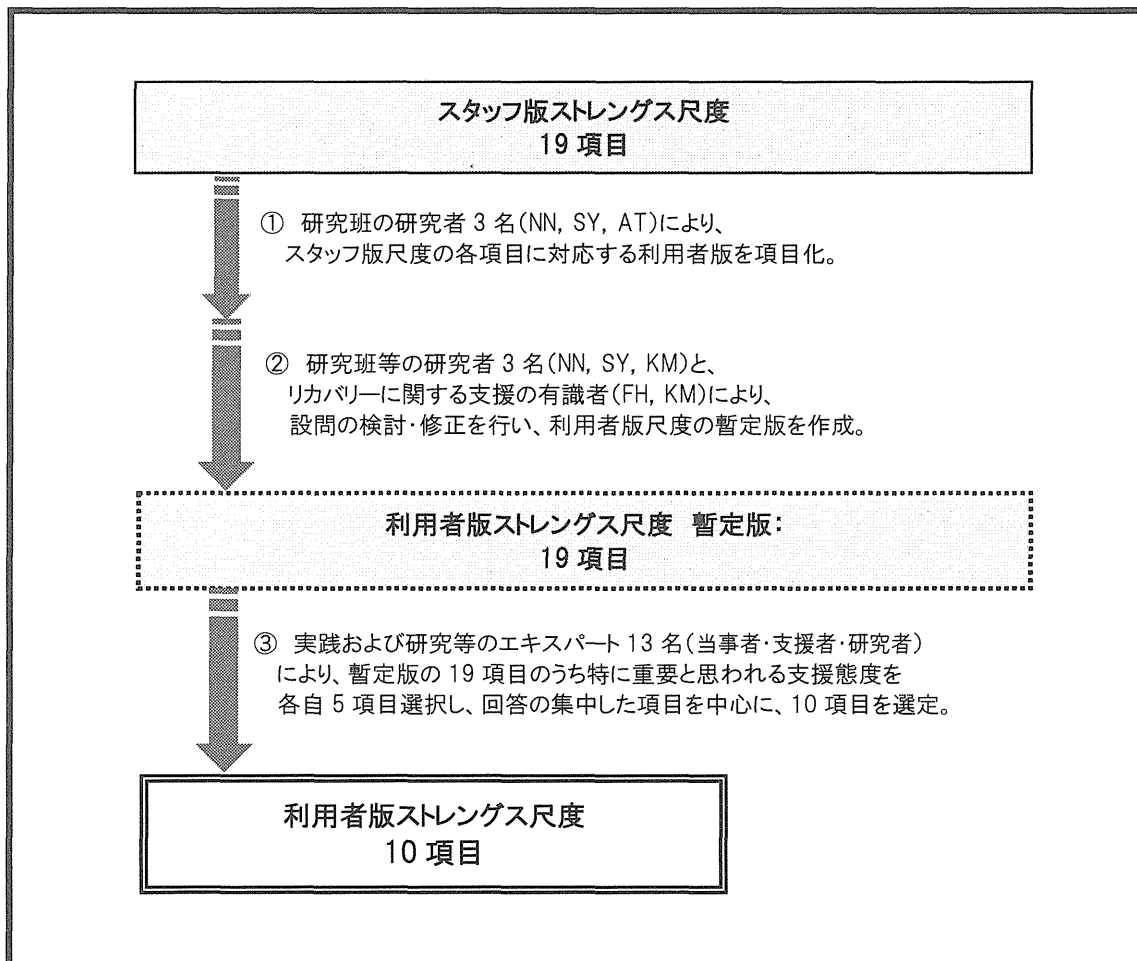 スタッフ版ストレングス尺度
19 項目
① 研究班の研究者 3 名(NN, SY, AT)により、
スタッフ版尺度の各項目に対応する利用者版を項目化。
② 研究班等の研究者 3 名(NN, SY, KM)と、
リカバリーに関する支援の有識者(FH, KM)により、
設問の検討・修正を行い、利用者版尺度の暫定版を作成。
利用者版ストレングス尺度 暫定版:
19 項目
③ 実践および研究等のエキスパート 13 名(当事者・支援者・研究者)
により、暫定版の 19 項目のうち特に重要と思われる支援態度を
各自 5 項目選択し、回答の集中した項目を中心に、10 項目を選定。
利用者版ストレングス尺度
10 項目